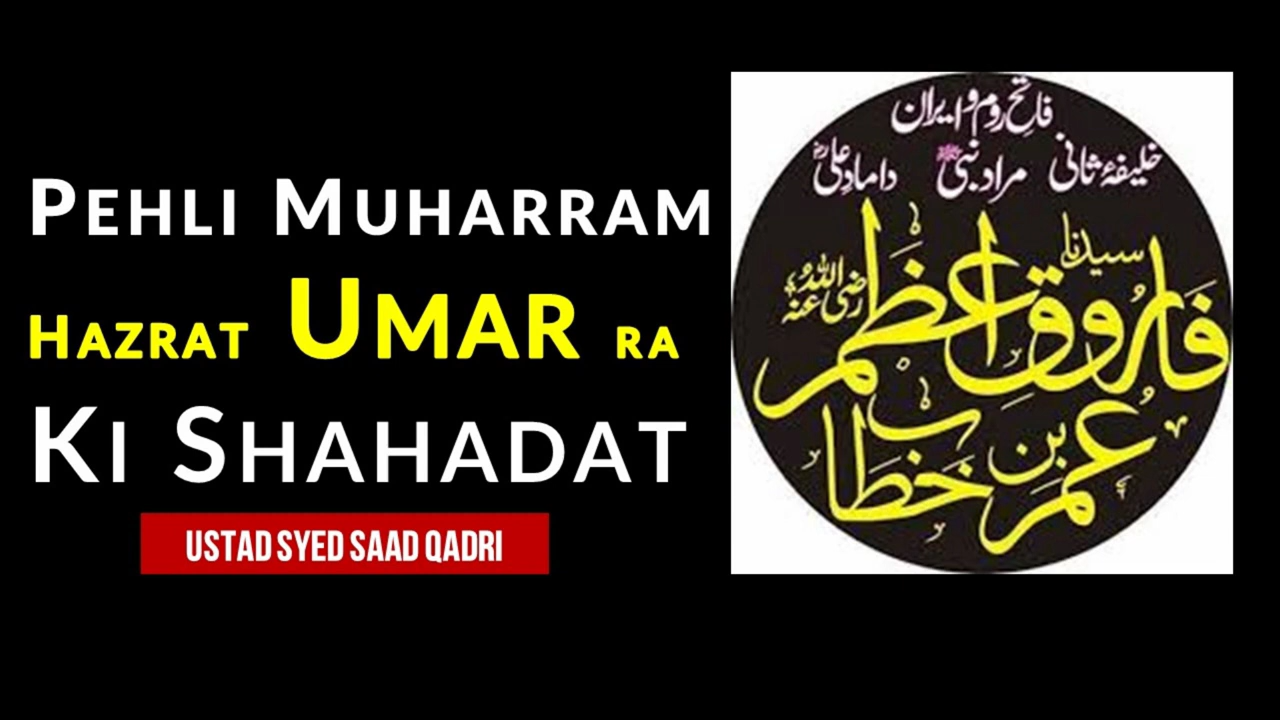 PEHLI MUHARRAM
HAZRAT UMAR RA
KI SHAHADAT
USTAD SYED SAAD QADRI
فاتح روم و ایران
خلیفۂ ثانی مراد نبی ﷺ داماد علی رض
سیدنا
فاروق اعظم رضی اللہ عنہ
عمر بن خطاب